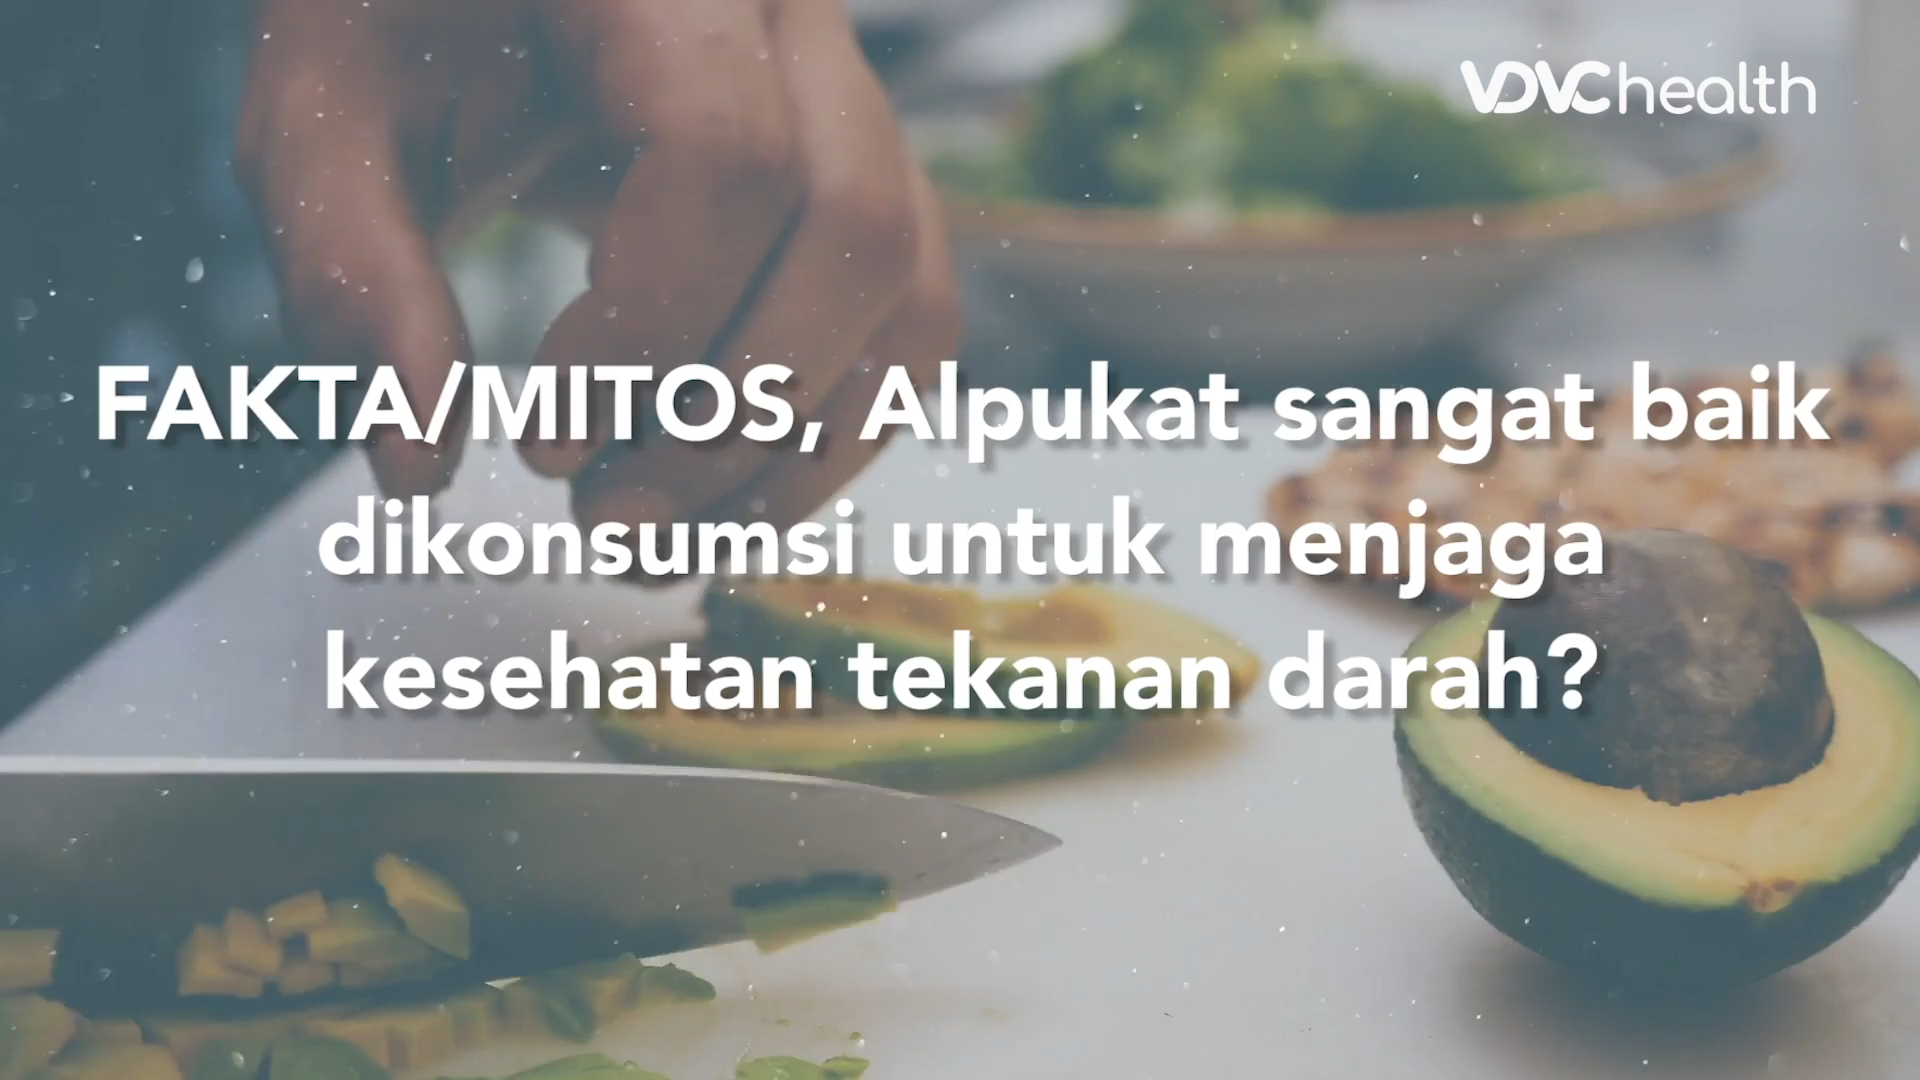 VDVC health
FAKTA/MITOS, Alpukat sangat baik
dikonsumsi untuk menjaga
kesehatan tekanan darah?